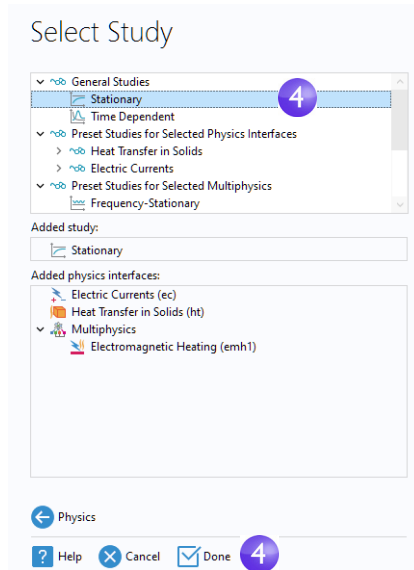 Select Study
General Studies
Stationary
4
Time Dependent
Preset Studies for Selected Physics Interfaces
Heat Transfer in Solids
Electric Currents
Preset Studies for Selected Multiphysics
Frequency-Stationary
Added study:
Stationary
Added physics interfaces:
Electric Currents (ec)
Heat Transfer in Solids (ht)
Multiphysics
Electromagnetic Heating (emh1)
Physics
? Help Cancel Done 4